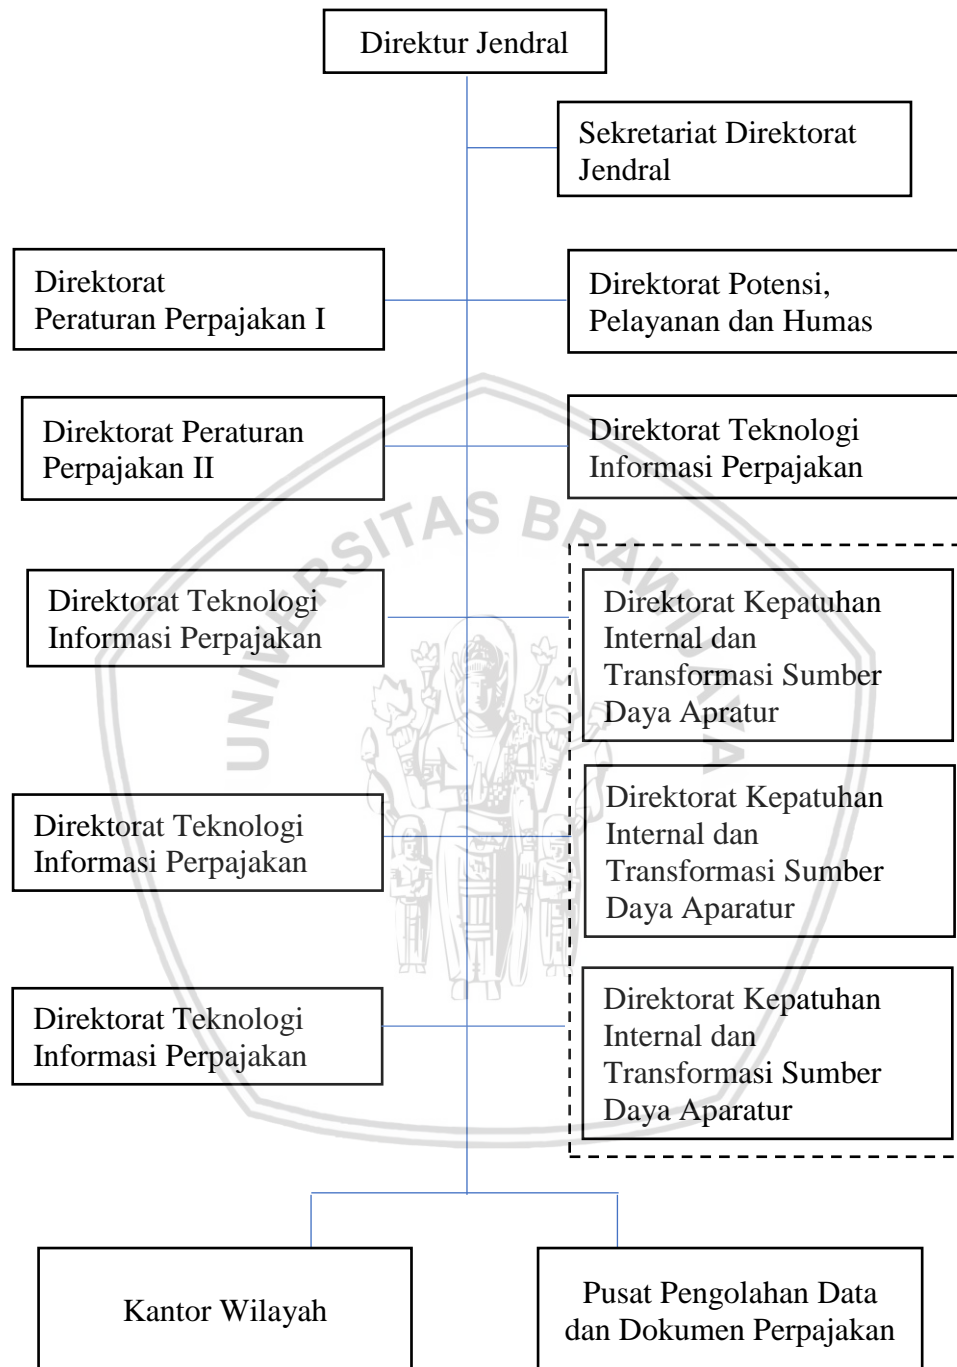 Direktur Jendral
Sekretariat Direktorat
Jendral
Direktorat
Peraturan Perpajakan I
Direktorat Potensi,
Pelayanan dan Humas
Direktorat Peraturan
Perpajakan II
Direktorat Teknologi
Informasi Perpajakan
UNIVERSITAS BRAWIJAYA
Direktorat Teknologi
Informasi Perpajakan
Direktorat Kepatuhan
Internal dan
Transformasi Sumber
Daya Apratur
Direktorat Teknologi
Informasi Perpajakan
Direktorat Kepatuhan
Internal dan
Transformasi Sumber
Daya Aparatur
Direktorat Teknologi
Informasi Perpajakan
Direktorat Kepatuhan
Internal dan
Transformasi Sumber
Daya Aparatur
Kantor Wilayah
Pusat Pengolahan Data
dan Dokumen Perpajakan